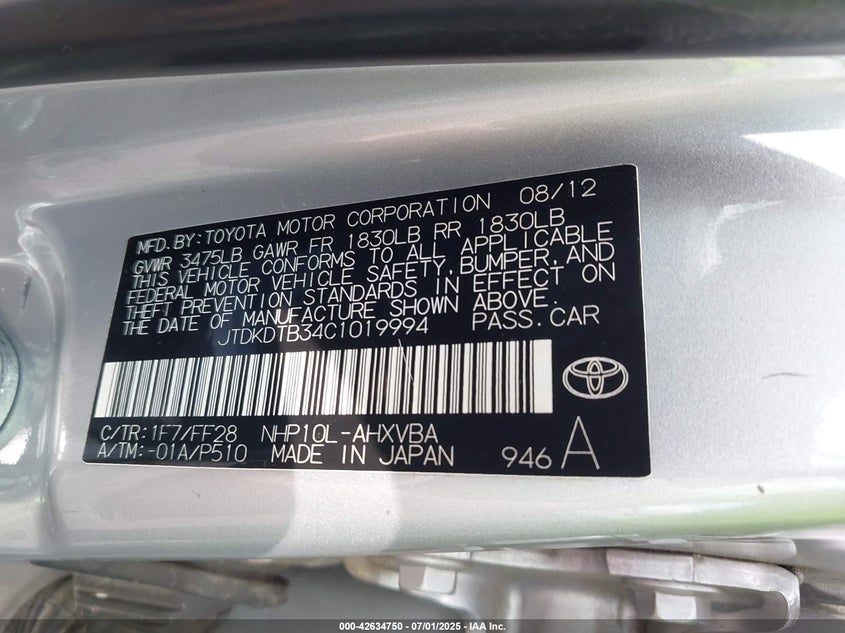 MFD.BY:TOYOTA MOTOR CORPORATION 08/12
GVWR 3475LB GAWR FR 1830LB RR 1830LB
THIS VEHICLE CONFORMS TO ALL APPLICABLE
FEDERAL MOTOR VEHICLE SAFETY,BUMPER,AND
THEFT PREVENTION STANDARDS IN EFFECT ON
THE DATE OF MANUFACTURE SHOWN ABOVE.
JTDKDTB34C1019994 PASS.CAR
C/TR:1F7/FF28 NHP10L-AHXVBA
A/TM:-01A/P510 MADE IN JAPAN 946 A
000-42634750 / 07/01/2025 - © IAA Inc.